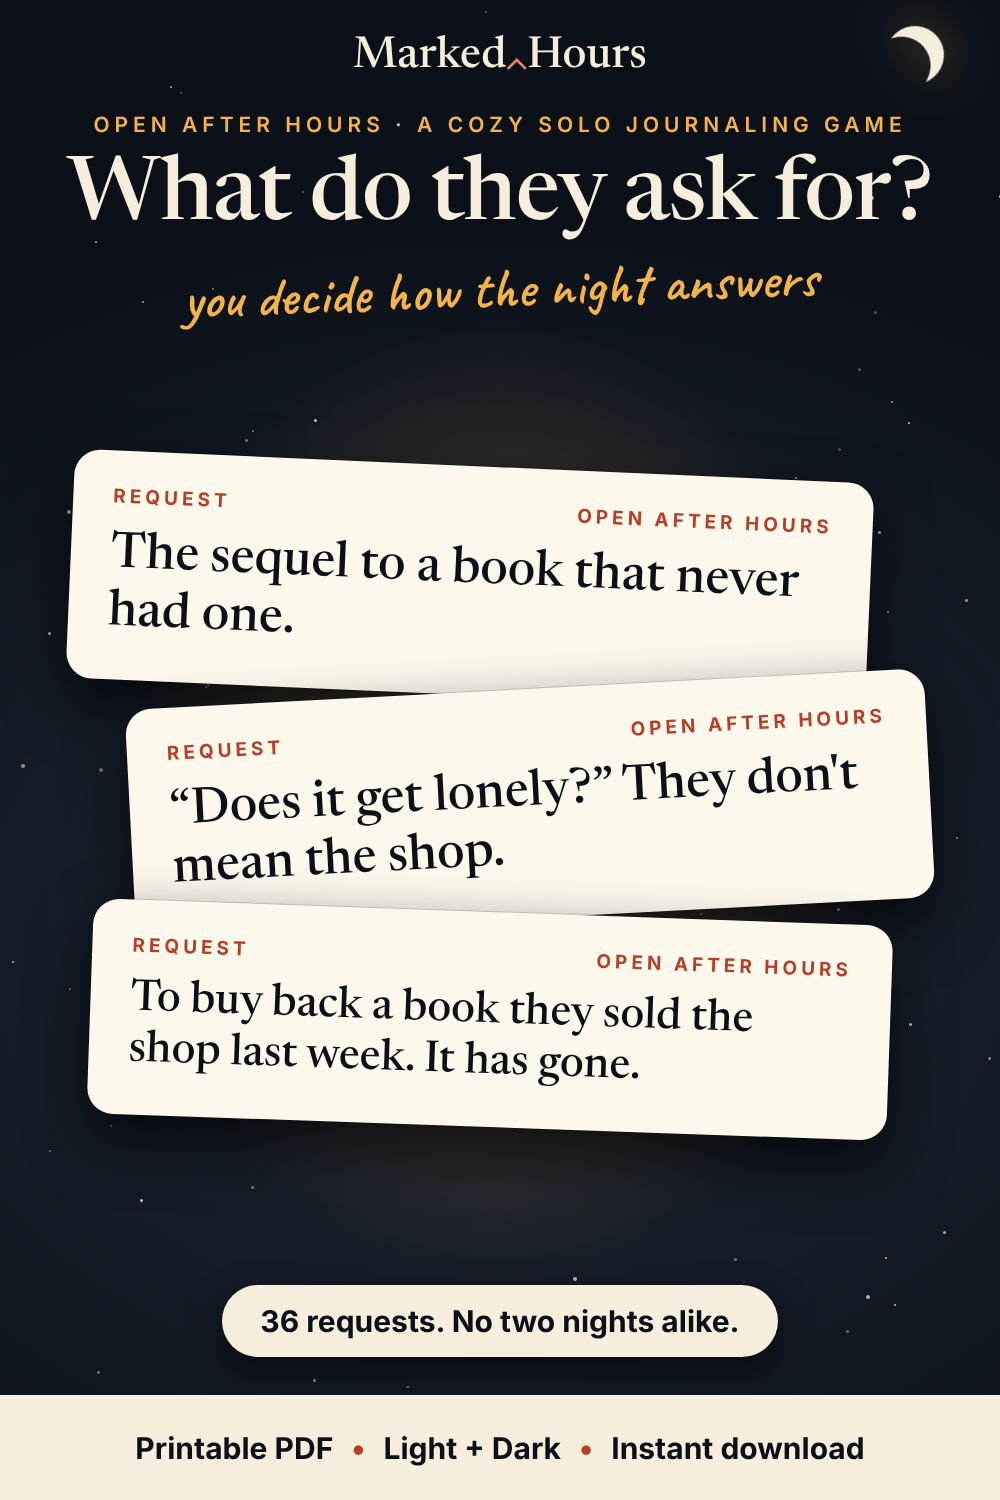 Marked‸Hours
OPEN AFTER HOURS · A COZY SOLO JOURNALING GAME
What do they ask for?
you decide how the night answers
REQUEST
OPEN AFTER HOURS
The sequel to a book that never
had one.
REQUEST
OPEN AFTER HOURS
“Does it get lonely?” They don't
mean the shop.
REQUEST
OPEN AFTER HOURS
To buy back a book they sold the
shop last week. It has gone.
36 requests. No two nights alike.
Printable PDF • Light + Dark • Instant download